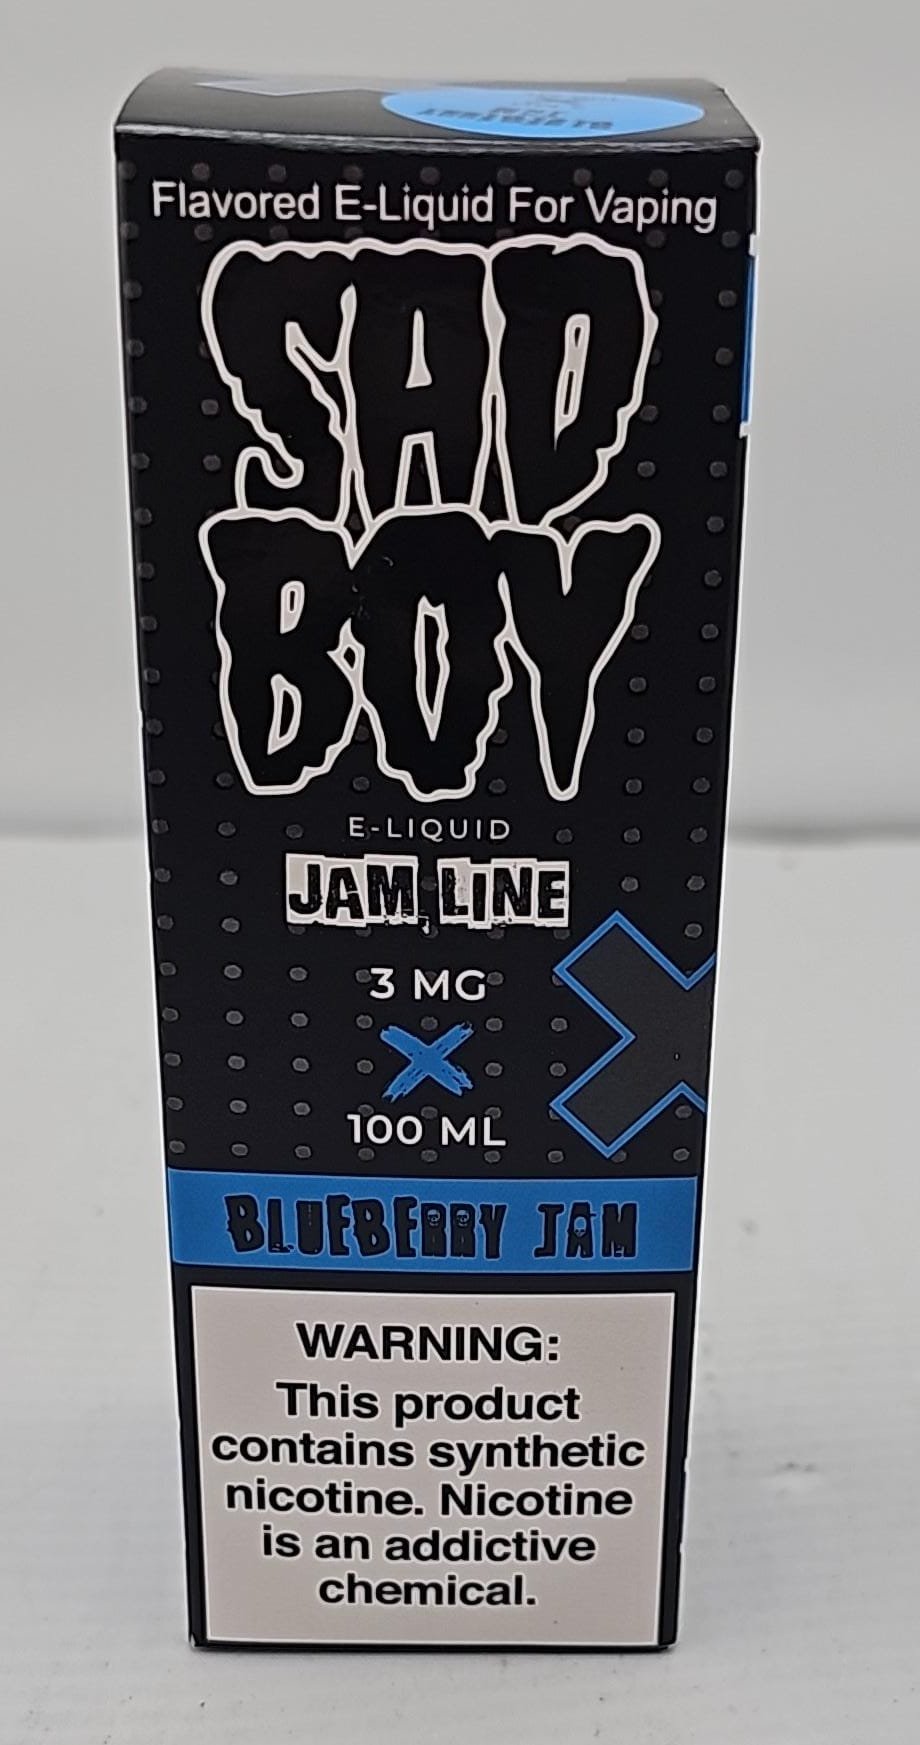 Flavored E-Liquid For Vaping
SAD
BOY
E-LIQUID
JAM LINE
3 MG
X
100 ML
BLUEBERRY JAM
WARNING:
This product
contains synthetic
nicotine. Nicotine
is an addictive
chemical.